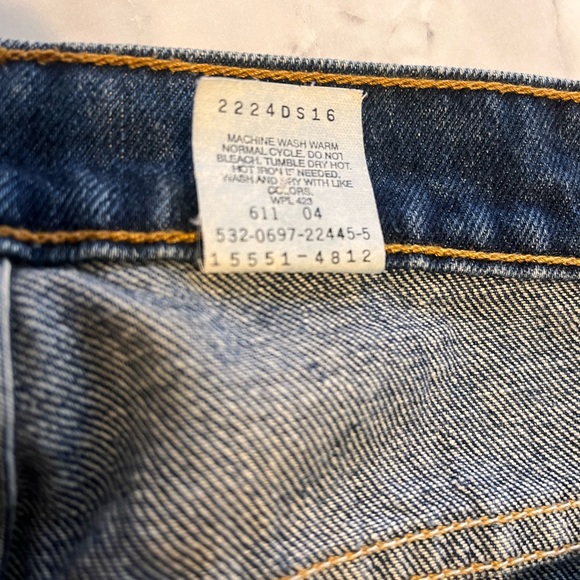 2224DS16
MACHINE WASH WARM
NORMAL CYCLE. DO NOT
BLEACH. TUMBLE DRY HOT.
HOT IRON IF NEEDED.
WASH AND DRY WITH LIKE
COLORS.
WPL 423
611 04
532-0697-22445-5
15551-4812